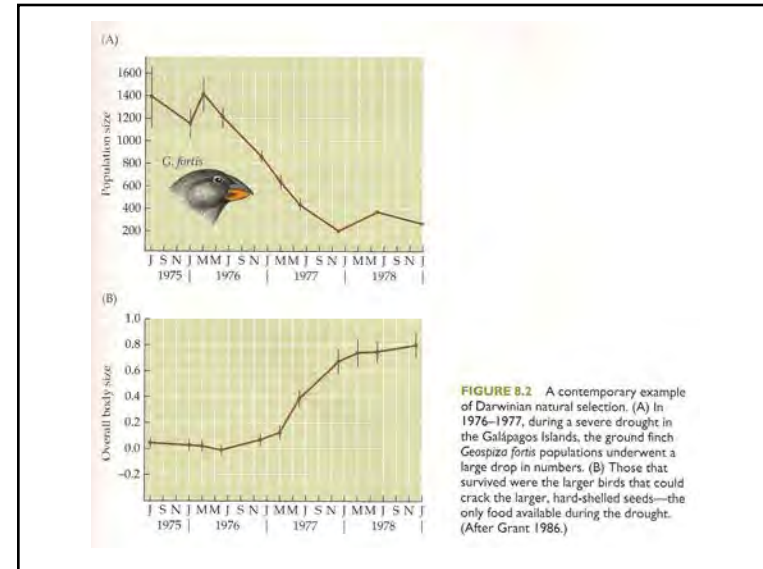 (A)
Population size
1600
1400
1200
1000
800
600
400
200
G. fortis
J S N J M M J S N J M M J S N J M M J S N J
1975 | 1976 | 1977 | 1978 |
(B)
Overall body size
1.0
0.8
0.6
0.4
0.2
0.0
–0.2
J S N J M M J S N J M M J S N J M M J S N J
1975 | 1976 | 1977 | 1978 |
FIGURE 8.2 A contemporary example
of Darwinian natural selection. (A) In
1976–1977, during a severe drought in
the Galápagos Islands, the ground finch
Geospiza fortis populations underwent a
large drop in numbers. (B) Those that
survived were the larger birds that could
crack the larger, hard-shelled seeds—the
only food available during the drought.
(After Grant 1986.)